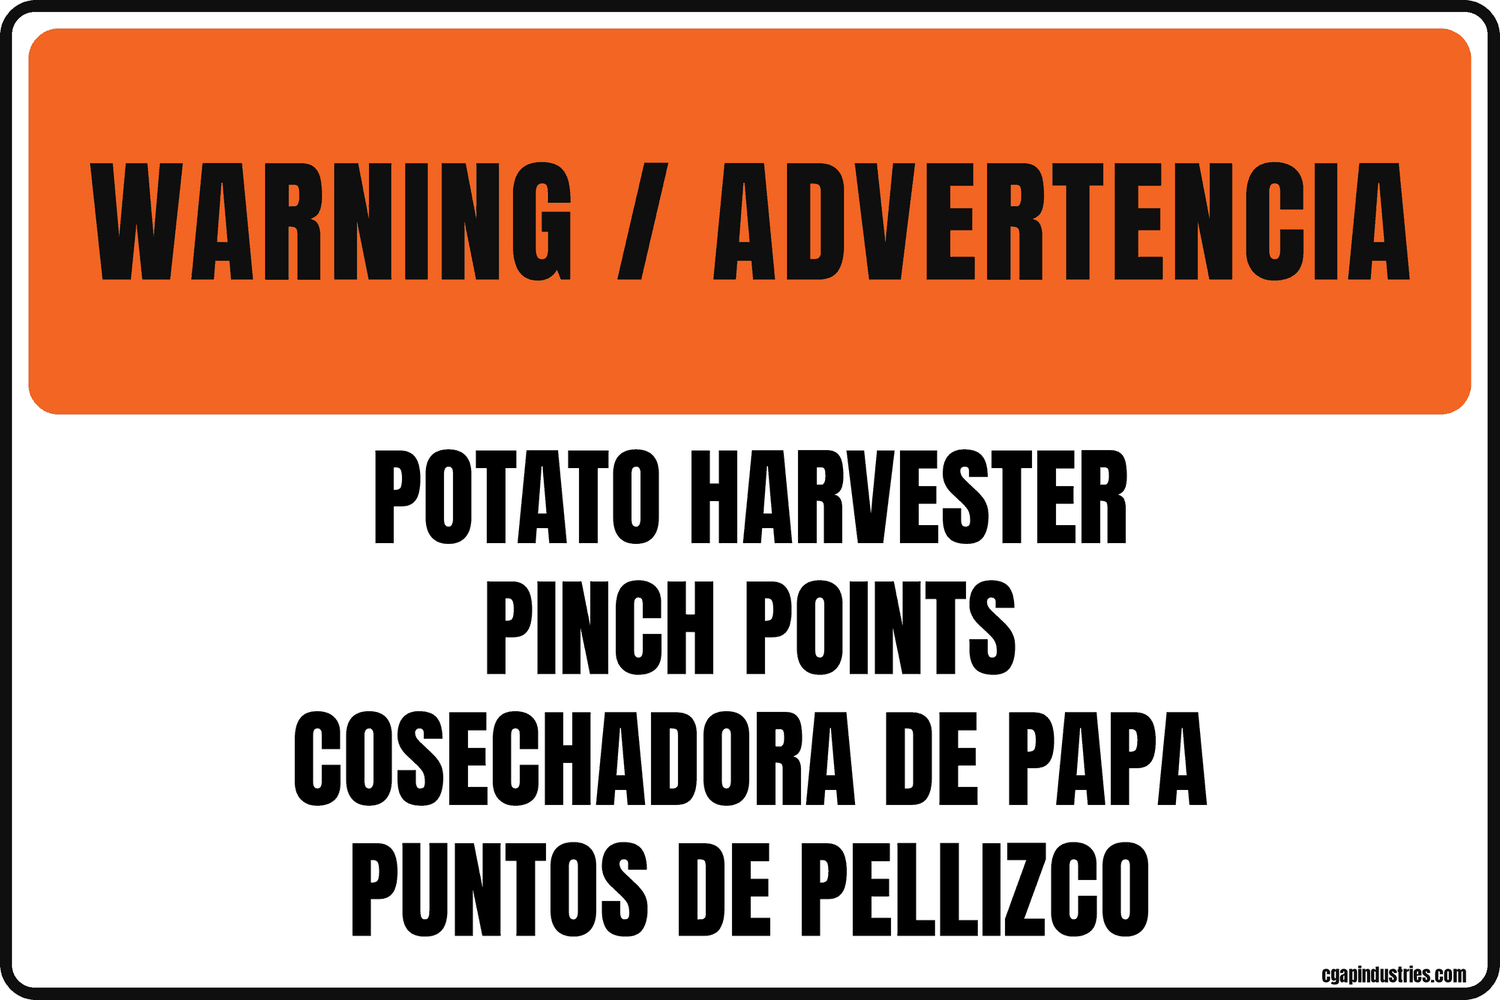 WARNING / ADVERTENCIA
POTATO HARVESTER
PINCH POINTS
COSECHADORA DE PAPA
PUNTOS DE PELLIZCO
cgapindustries.com